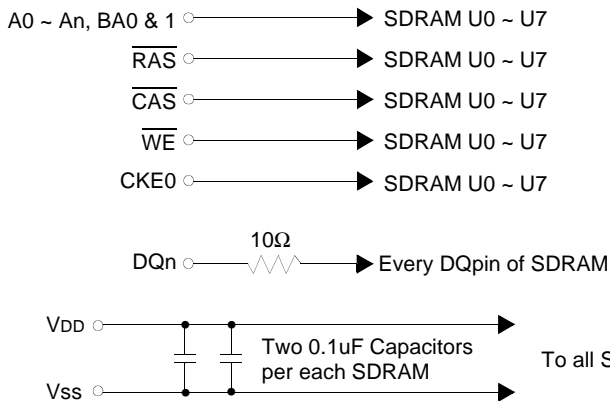 A0 ~ An, BA0 & 1 SDRAM U0 ~ U7
RAS SDRAM U0 ~ U7
CAS SDRAM U0 ~ U7
WE SDRAM U0 ~ U7
CKE0 SDRAM U0 ~ U7
10Ω
DQn Every DQpin of SDRAM
VDD
Two 0.1uF Capacitors
per each SDRAM
To all S
Vss